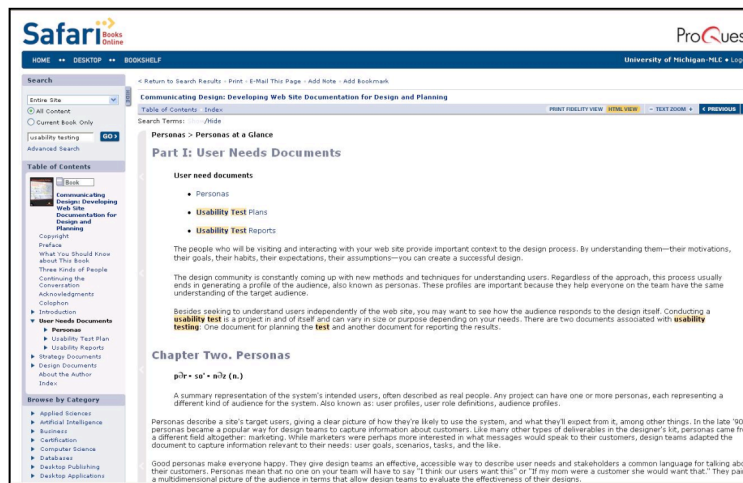 Safari Books Online
ProQues
HOME ↔ DESKTOP ↔ BOOKSHELF
University of Michigan-MLC • Log
Search
Entire Site
All Content
Current Book Only
usability testing GO
Advanced Search
Table of Contents
Book
Communicating
Design: Developing
Web Site
Documentation for
Design and
Planning
Copyright
Preface
What You Should Know
about This Book
Three Kinds of People
Continuing the
Conversation
Acknowledgments
Colophon
Introduction
User Needs Documents
Personas
Usability Test Plan
Usability Reports
Strategy Documents
Design Documents
About the Author
Index
Browse by Category
Applied Sciences
Artificial Intelligence
Business
Certification
Computer Science
Databases
Desktop Publishing
Desktop Applications
< Return to Search Results · Print · E-Mail This Page · Add Note · Add Bookmark
Communicating Design: Developing Web Site Documentation for Design and Planning
Table of Contents Index
PRINT FIDELITY VIEW HTML VIEW - TEXT ZOOM + < PREVIOUS
Search Terms: /Hide
Personas > Personas at a Glance
Part I: User Needs Documents
User need documents
• Personas
• Usability Test Plans
• Usability Test Reports
The people who will be visiting and interacting with your web site provide important context to the design process. By understanding them—their motivations,
their goals, their habits, their expectations, their assumptions—you can create a successful design.
The design community is constantly coming up with new methods and techniques for understanding users. Regardless of the approach, this process usually
ends in generating a profile of the audience, also known as personas. These profiles are important because they help everyone on the team have the same
understanding of the target audience.
Besides seeking to understand users independently of the web site, you may want to see how the audience responds to the design itself. Conducting a
usability test is a project in and of itself and can vary in size or purpose depending on your needs. There are two documents associated with usability
testing: One document for planning the test and another document for reporting the results.
Chapter Two. Personas
pər • so' • nəz (n.)
A summary representation of the system's intended users, often described as real people. Any project can have one or more personas, each representing a
different kind of audience for the system. Also known as: user profiles, user role definitions, audience profiles.
Personas describe a site's target users, giving a clear picture of how they're likely to use the system, and what they'll expect from it, among other things. In the late '90
personas became a popular way for design teams to capture information about customers. Like many other types of deliverables in the designer's kit, personas came fr
a different field altogether: marketing. While marketers were perhaps more interested in what messages would speak to their customers, design teams adapted the
document to capture information relevant to their needs: user goals, scenarios, tasks, and the like.
Good personas make everyone happy. They give design teams an effective, accessible way to describe user needs and stakeholders a common language for talking abo
their customers. Personas mean that no one on your team will have to say "I think our users want this" or "If my mom were a customer she would want that." They pain
a multidimensional picture of the audience in terms that allow design teams to evaluate the effectiveness of their designs.